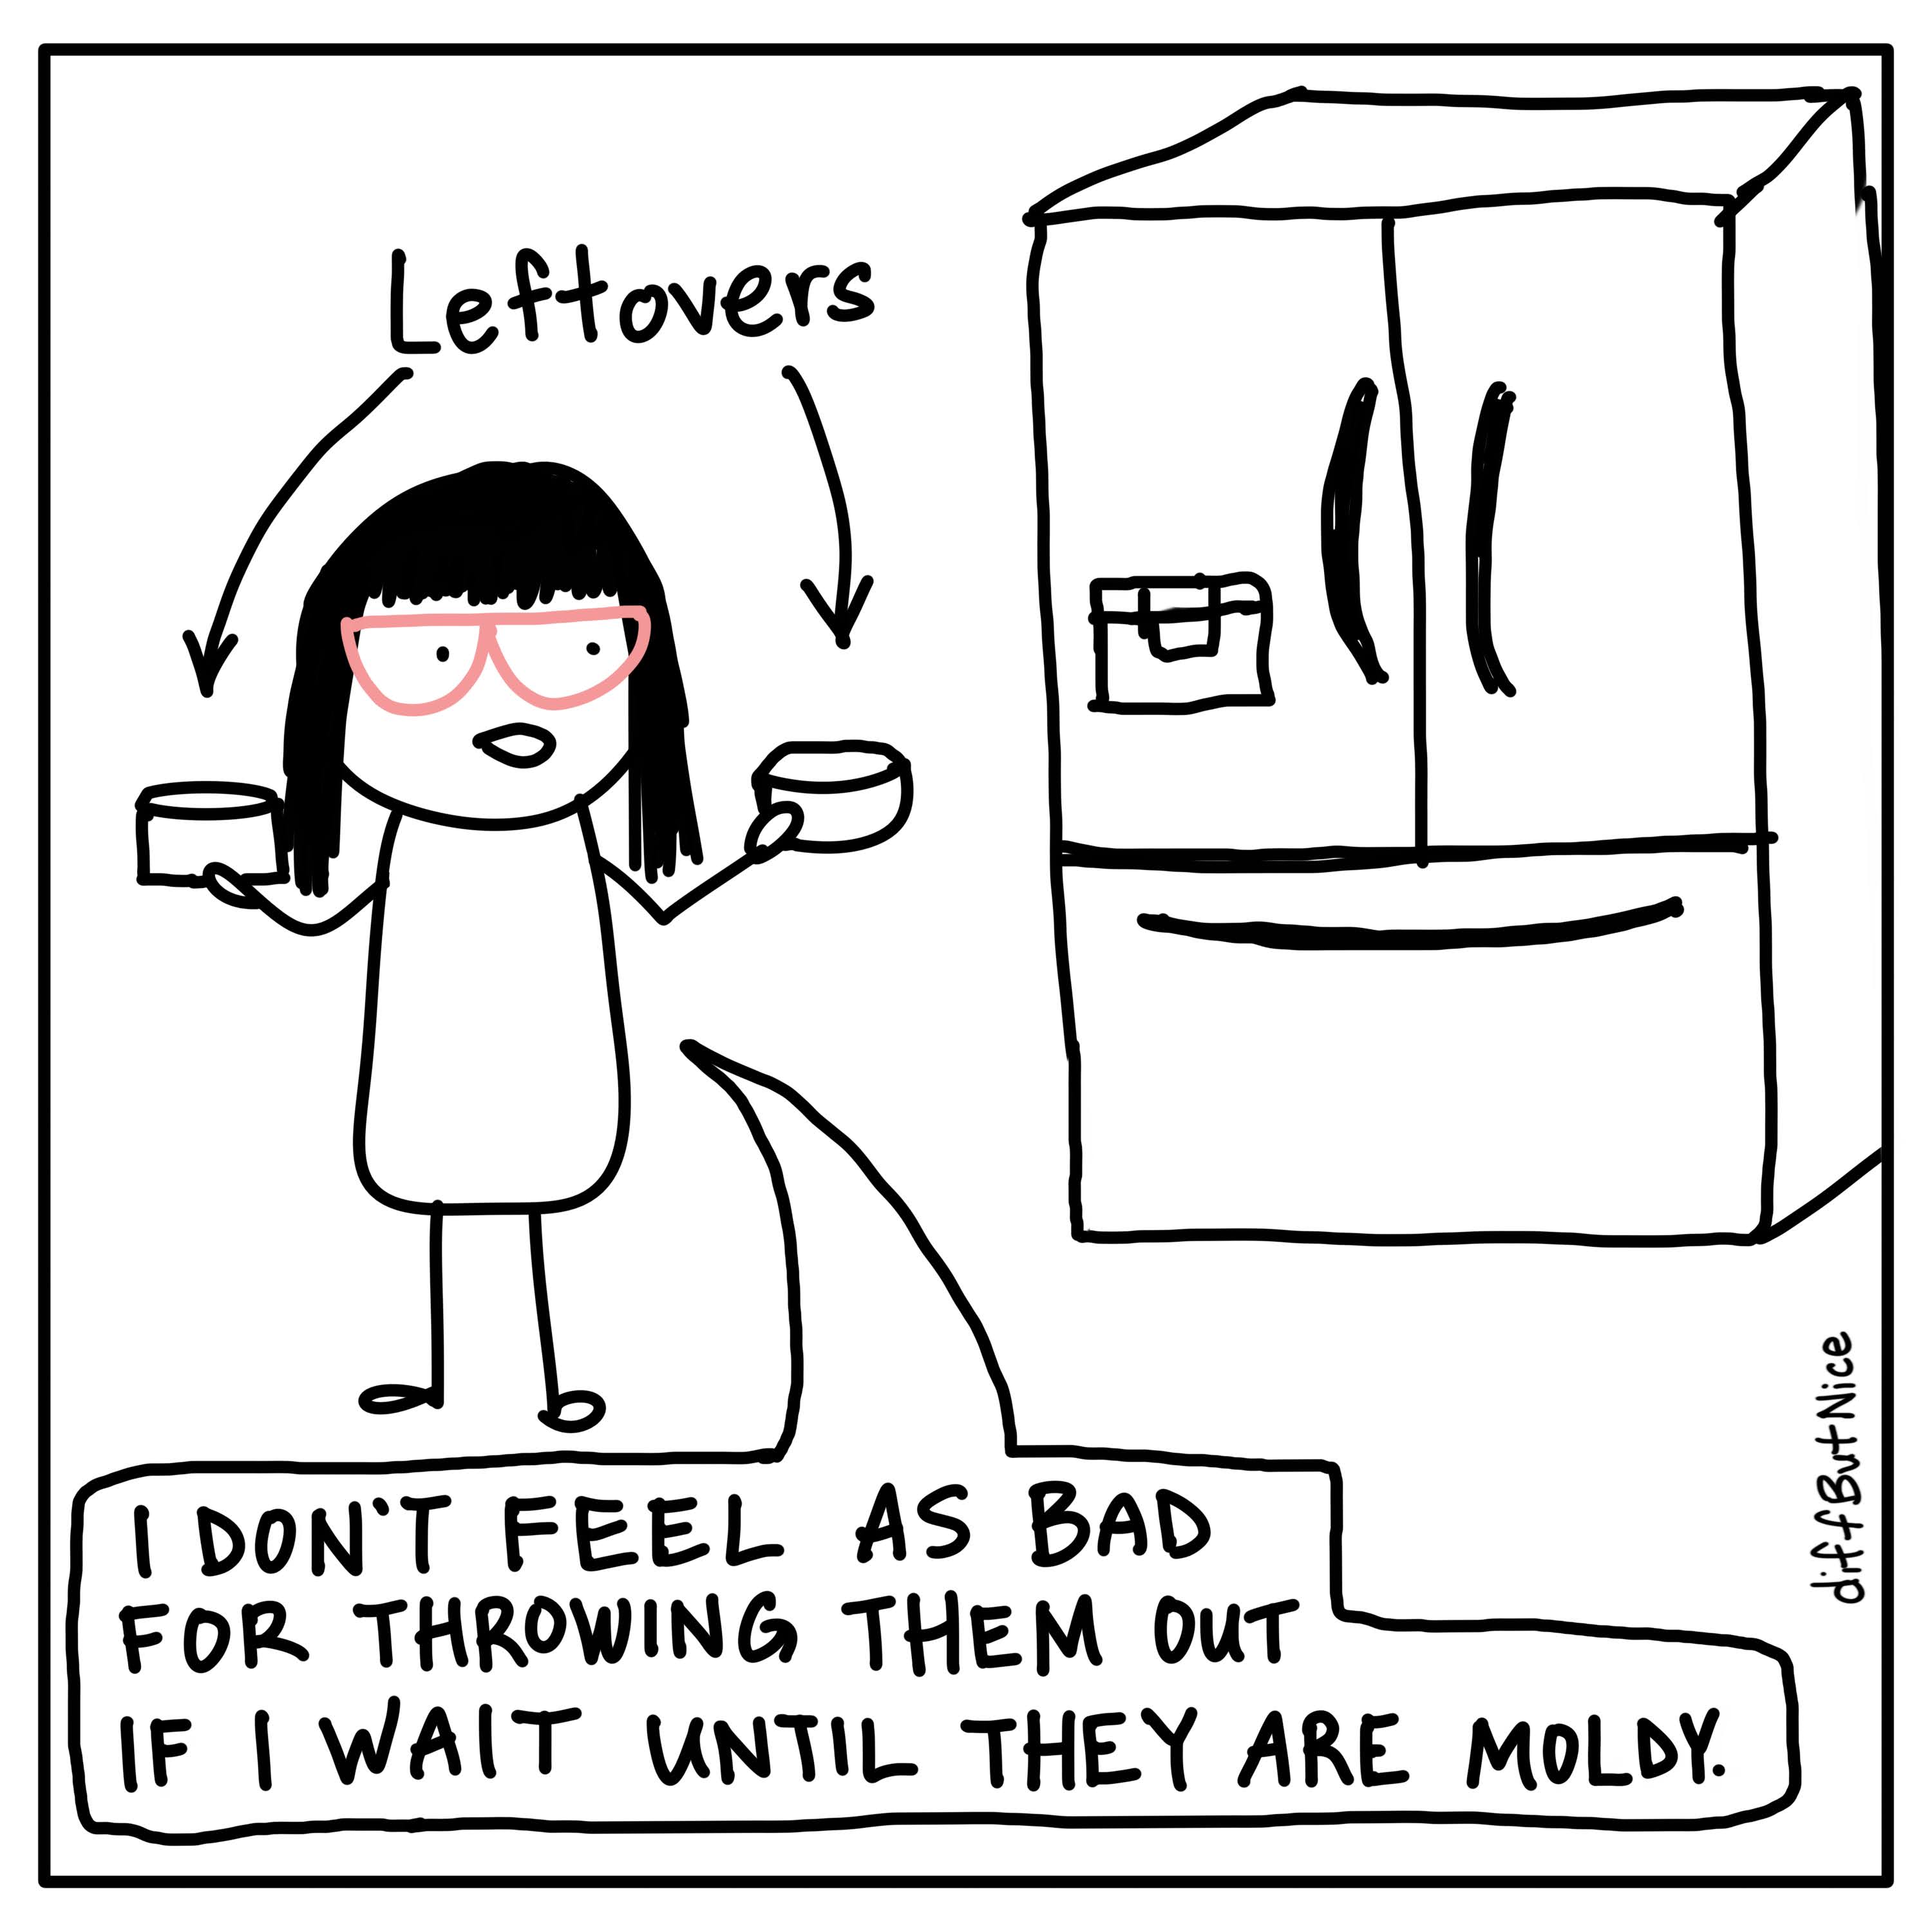 Leftovers
I DON'T FEEL AS BAD
FOR THROWING THEM OUT
IF I WAIT UNTIL THEY ARE MOLDY.
diffButNice